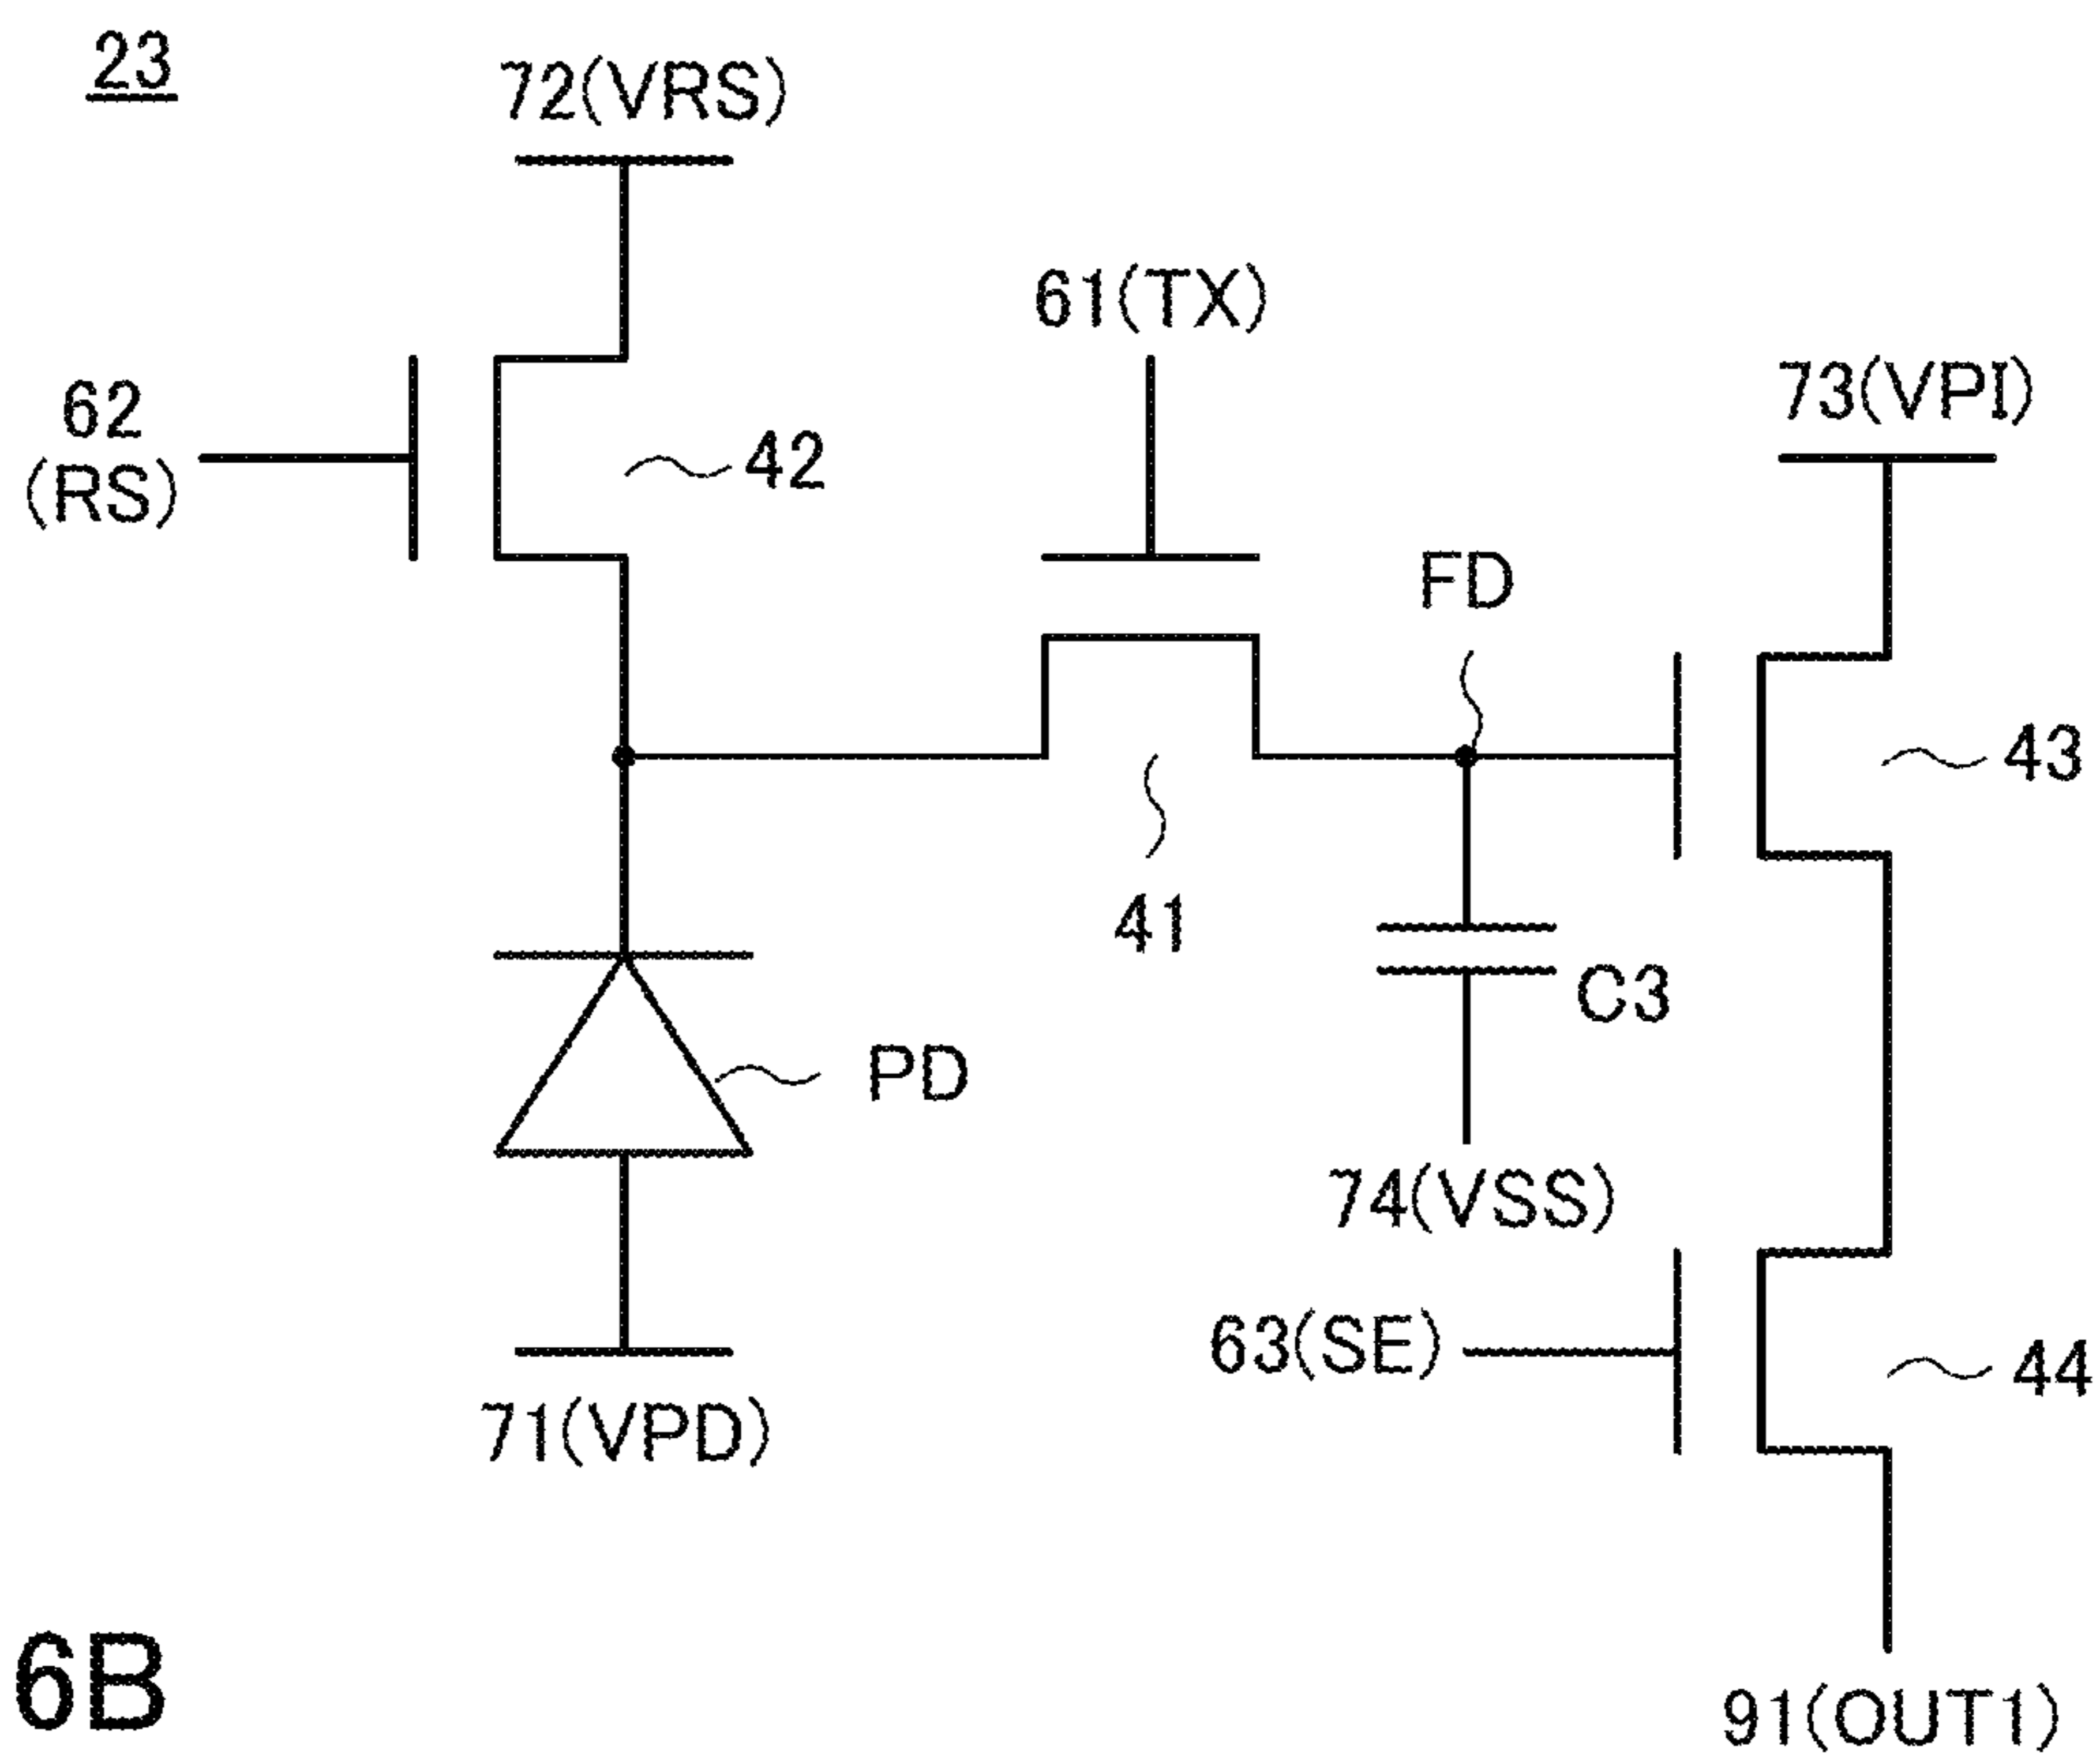 23
72(VRS)
61(TX)
73(VPI)
62
(RS)
42
FD
43
41
C3
PD
74(VSS)
63(SE)
44
71(VPD)
6B
91(OUT1)